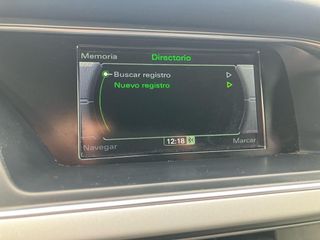 Memoria Directorio
Buscar registro
Nuevo registro
Navegar 12:18 Marcar